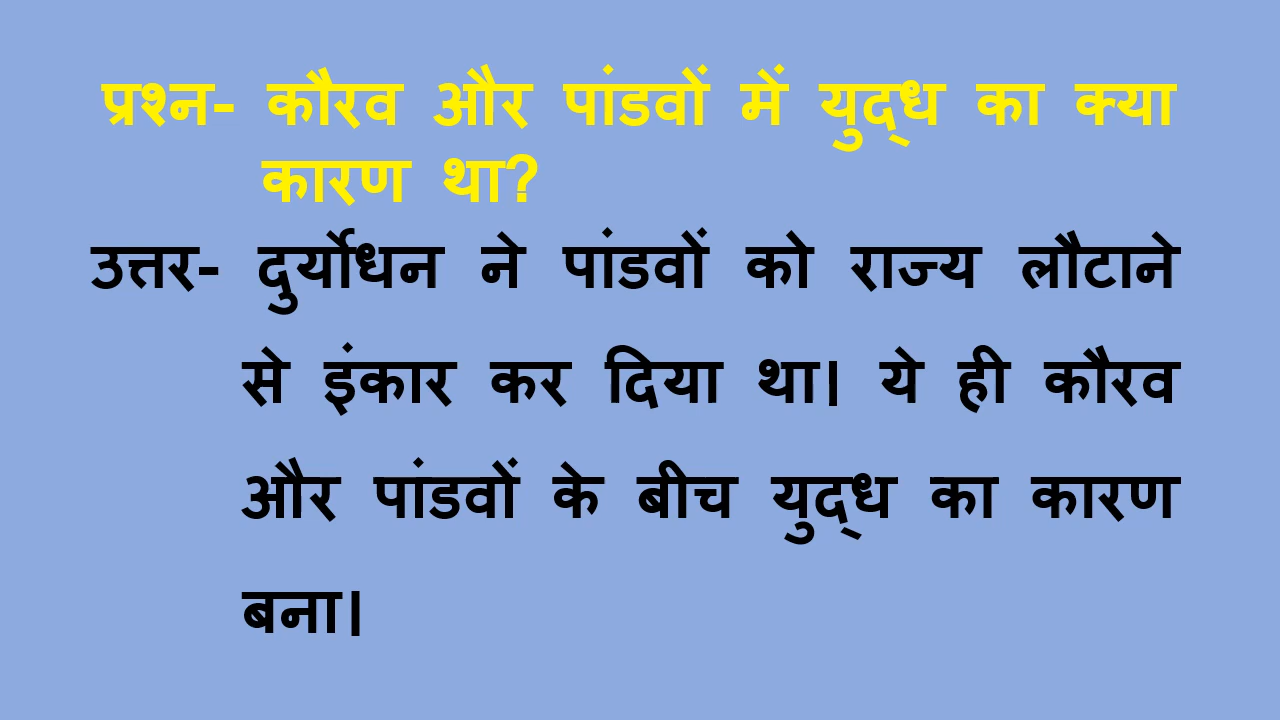 प्रश्न- कौरव और पांडवों में युद्ध का क्या
कारण था?
उत्तर- दुर्योधन ने पांडवों को राज्य लौटाने
से इंकार कर दिया था। ये ही कौरव
और पांडवों के बीच युद्ध का कारण
बना।